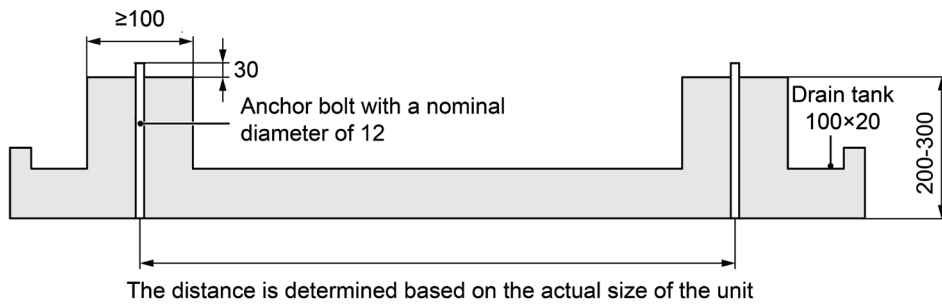 ≥100
30
Anchor bolt with a nominal
diameter of 12
Drain tank
100×20
200-300
The distance is determined based on the actual size of the unit